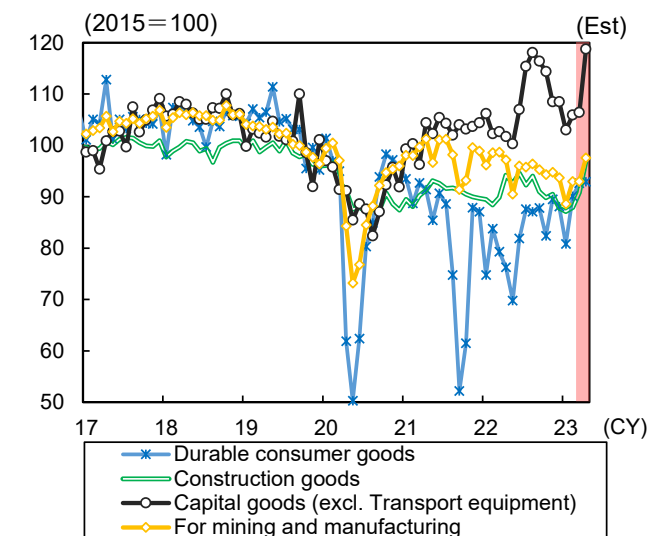 (2015＝100)
(Est)
120
110
100
90
80
70
60
50
17 18 19 20 21 22 23 (CY)
Durable consumer goods
Construction goods
Capital goods (excl. Transport equipment)
For mining and manufacturing